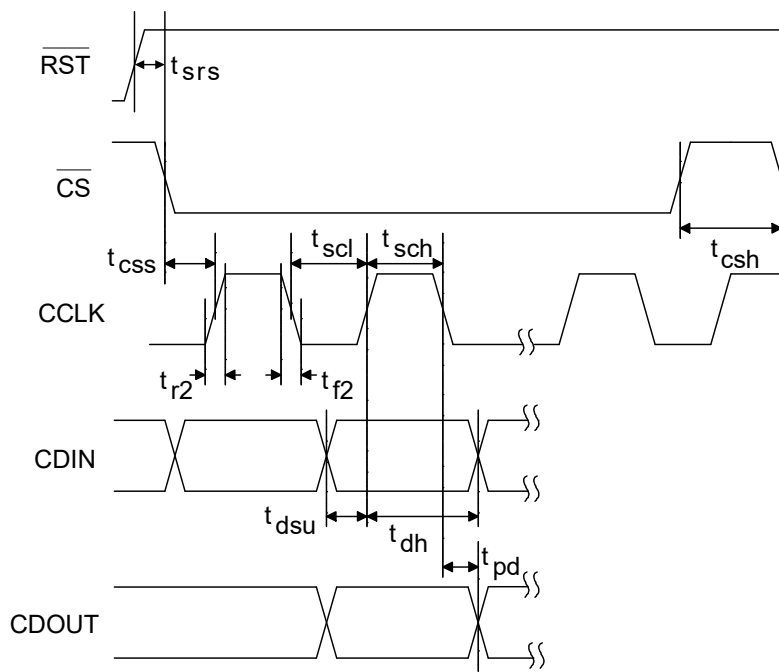 RST
t srs
CS
t css
t scl
t sch
t csh
CCLK
t r2
t f2
CDIN
t dsu
t dh
t pd
CDOUT